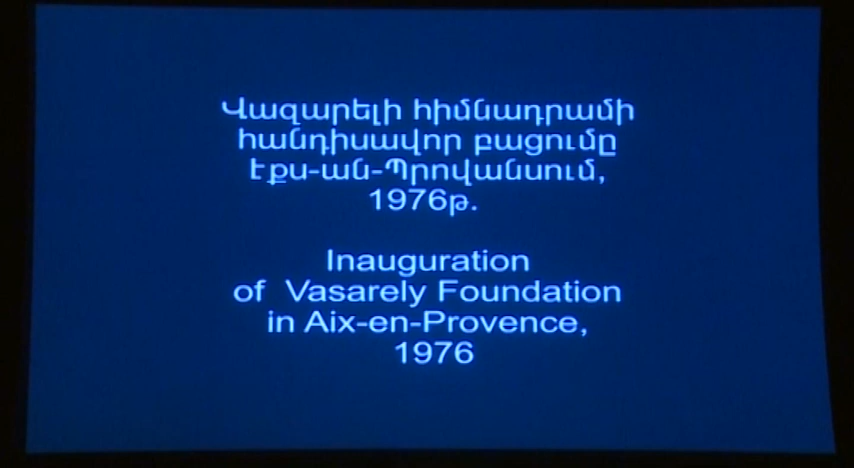 Վազարելի հիմնադրամի
հանդիսավոր բացումը
Էքս-ան-Պրովանսում,
1976թ.
Inauguration
of Vasarely Foundation
in Aix-en-Provence,
1976